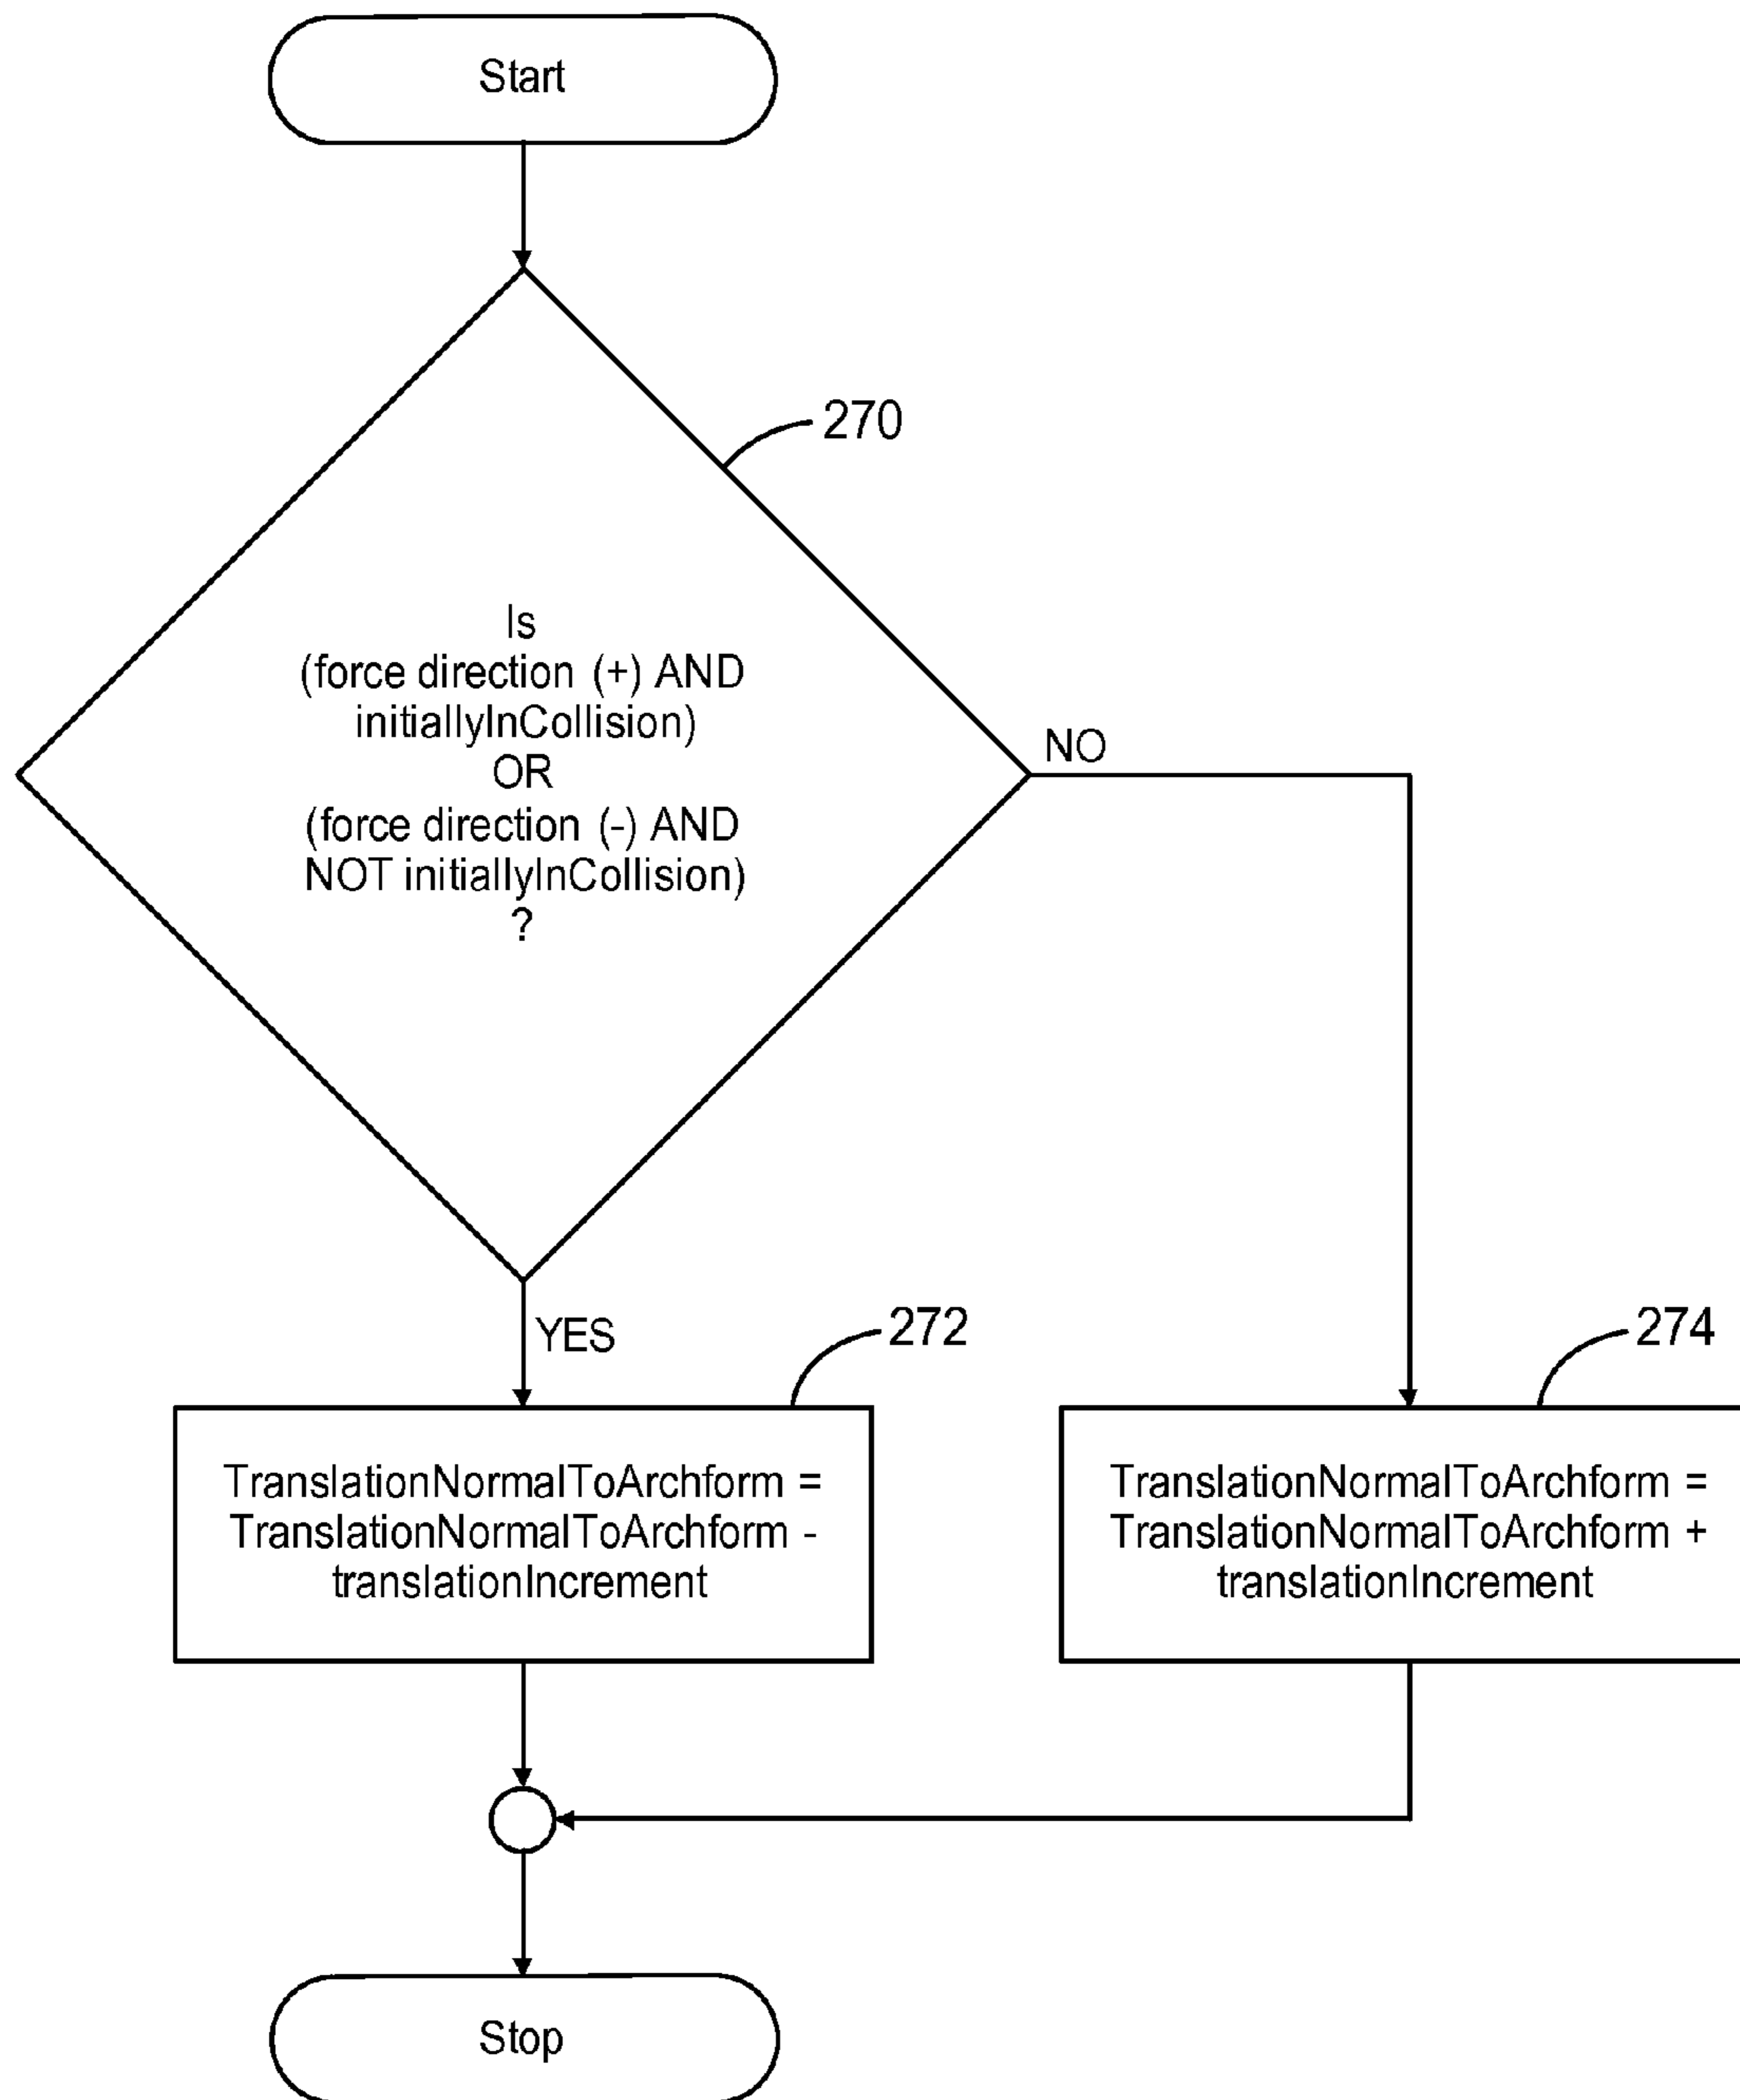 Start
270
Is
(force direction (+) AND
initiallyInCollision)
OR
(force direction (-) AND
NOT initiallyInCollision)
?
NO
YES
272
274
TranslationNormalToArchform =
TranslationNormalToArchform -
translationIncrement
TranslationNormalToArchform =
TranslationNormalToArchform +
translationIncrement
Stop